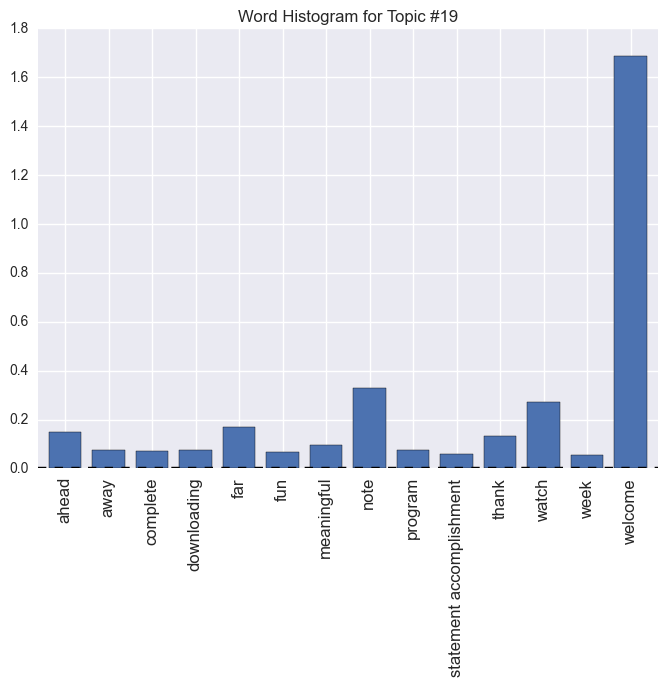 Word Histogram for Topic #19
1.8
1.6
1.4
1.2
1.0
0.8
0.6
0.4
0.2
0.0
ahead
away
complete
downloading
far
fun
meaningful
note
program
statement accomplishment
thank
watch
week
welcome